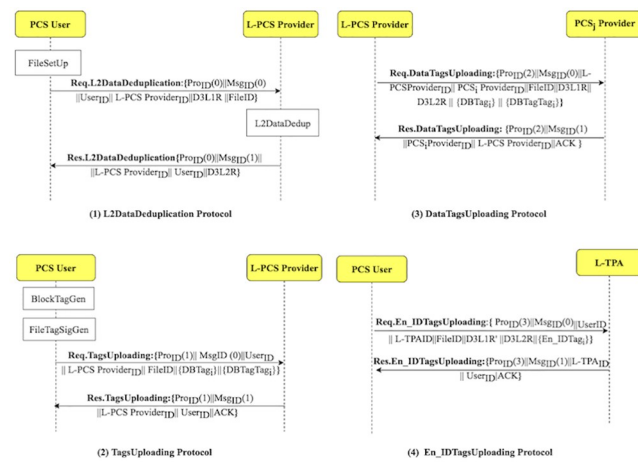 PCS User
L-PCS Provider
FileSetUp
Req.L2DataDeduplication:{ProID(0)||MsgID(0)
||UserID|| L-PCS ProviderID||D3L1R ||FileID}
L2DataDedup
Res.L2DataDeduplication{ProID(0)||MsgID(1)||
||L-PCS ProviderID|| UserID||D3L2R}
(1) L2DataDeduplication Protocol
L-PCS Provider
PCSj Provider
Req.DataTagsUploading:{ProID(2)||MsgID(0)||L-
PCSProviderID|| PCSi ProviderID||FileID||D3L1R||
D3L2R || {DBTagi}|| {DBTagTagi}}
Res.DataTagsUploading: {ProID(2)||MsgID(1)
||PCSiProviderID|| L-PCS ProviderID||ACK }
(3) DataTagsUploading Protocol
PCS User
L-PCS Provider
BlockTagGen
FileTagSigGen
Req.TagsUploading:{ProID(1)|| MsgID (0)||UserID
|| L-PCS ProviderID|| FileID||{DBTagi}||{DBTagTagi}}
Res.TagsUploading:{ProID(1)||MsgID(1)
||L-PCS ProviderID|| UserID||ACK}
(2) TagsUploading Protocol
PCS User
L-TPA
Req.En_IDTagsUploading:{ ProID(3)||MsgID(0)||UserID
|| L-TPAID||FileID||D3L1R' ||D3L2R||{En_IDTagi}}
Res.En_IDTagsUploading:{ProID(3)||MsgID(1)||L-TPAID
|| UserID|ACK}
(4) En_IDTagsUploading Protocol